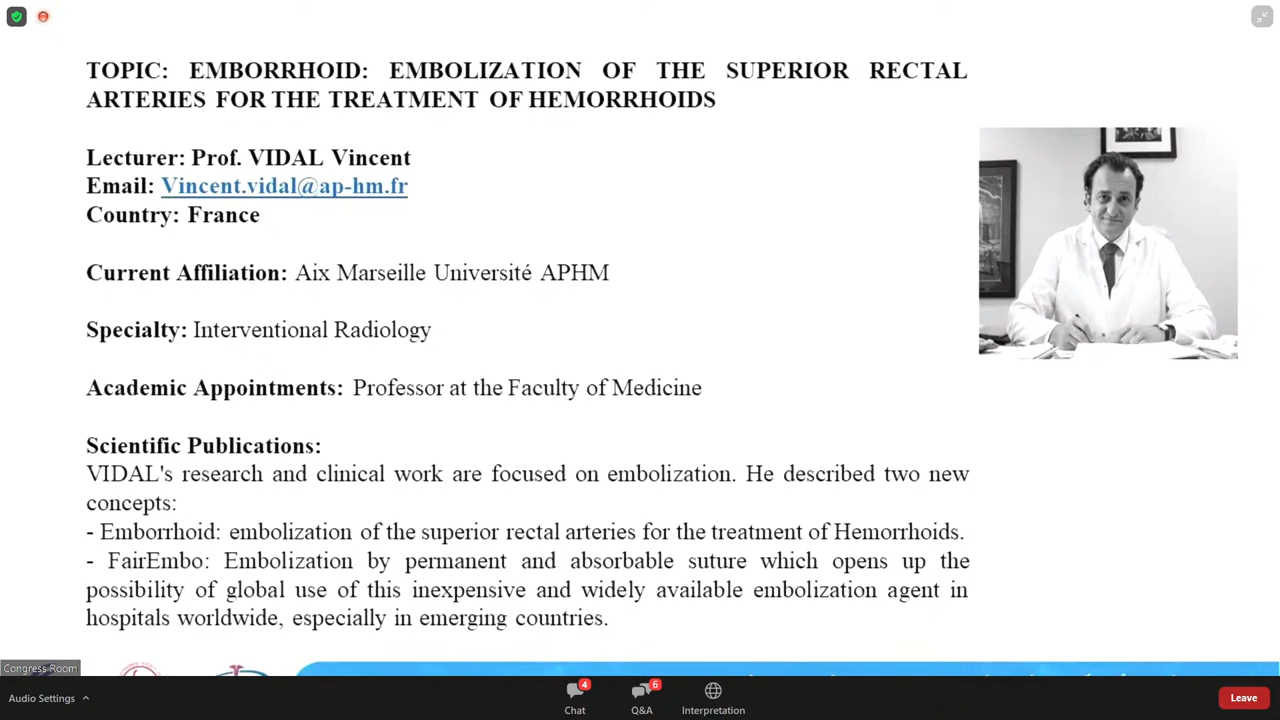 TOPIC: EMBORRHOID: EMBOLIZATION OF THE SUPERIOR RECTAL
ARTERIES FOR THE TREATMENT OF HEMORRHOIDS
Lecturer: Prof. VIDAL Vincent
Email: Vincent.vidal@ap-hm.fr
Country: France
Current Affiliation: Aix Marseille Université APHM
Specialty: Interventional Radiology
Academic Appointments: Professor at the Faculty of Medicine
Scientific Publications:
VIDAL's research and clinical work are focused on embolization. He described two new
concepts:
- Emborrhoid: embolization of the superior rectal arteries for the treatment of Hemorrhoids.
- FairEmbo: Embolization by permanent and absorbable suture which opens up the
possibility of global use of this inexpensive and widely available embolization agent in
hospitals worldwide, especially in emerging countries.
Congress Room
Audio Settings
4
Chat
6
Q&A
Interpretation
Leave